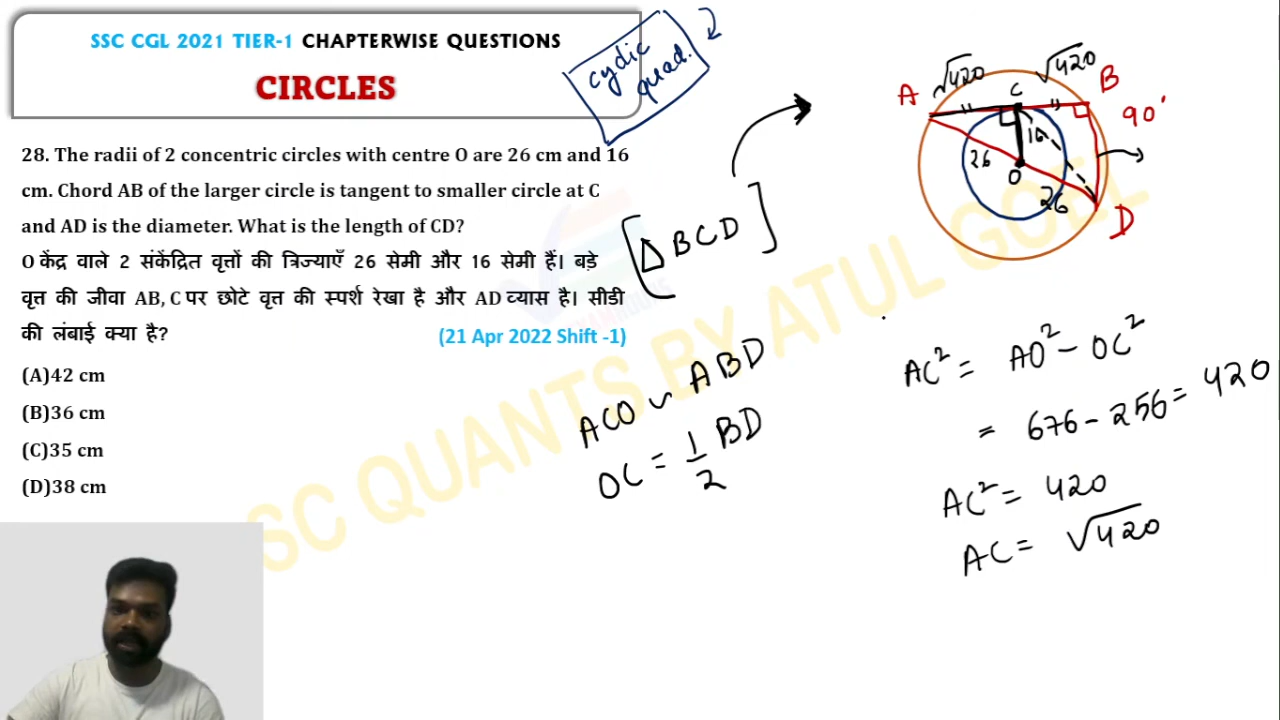 SSC CGL 2021 TIER-1 CHAPTERWISE QUESTIONS
CIRCLES
cyclic
quad.
28. The radii of 2 concentric circles with centre O are 26 cm and 16
cm. Chord AB of the larger circle is tangent to smaller circle at C
and AD is the diameter. What is the length of CD?
O केंद्र वाले 2 संकेंद्रित वृत्तों की त्रिज्याएँ 26 सेमी और 16 सेमी हैं। बड़े
वृत्त की जीवा AB, C पर छोटे वृत्त की स्पर्श रेखा है और AD व्यास है। सीडी
की लंबाई क्या है?
(21 Apr 2022 Shift -1)
(A)42 cm
(B)36 cm
(C)35 cm
(D)38 cm
[Δ BCD]
ACO ~ ABD
OC = 1/2 BD
A √420 C √420 B
90°
16
26
O
26
D
AC² = AO² - OC²
= 676 - 256 = 420
AC² = 420
AC = √420
SC QUANTS BY ATUL GOEL